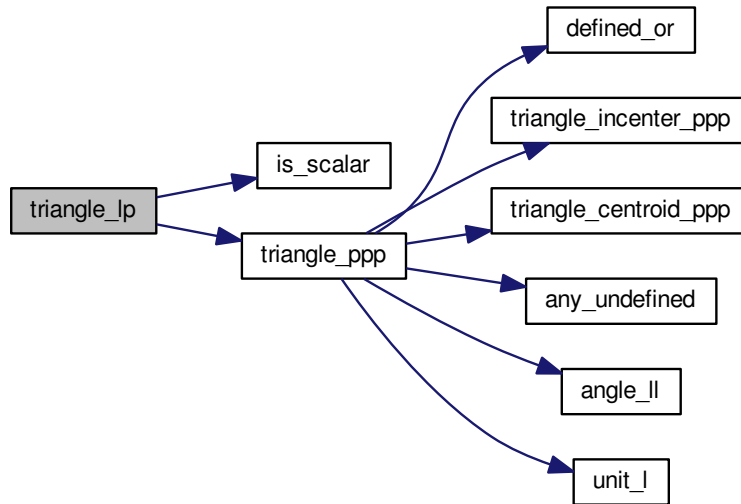 defined_or
triangle_incenter_ppp
is_scalar
triangle_lp
triangle_centroid_ppp
triangle_ppp
any_undefined
angle_ll
unit_l